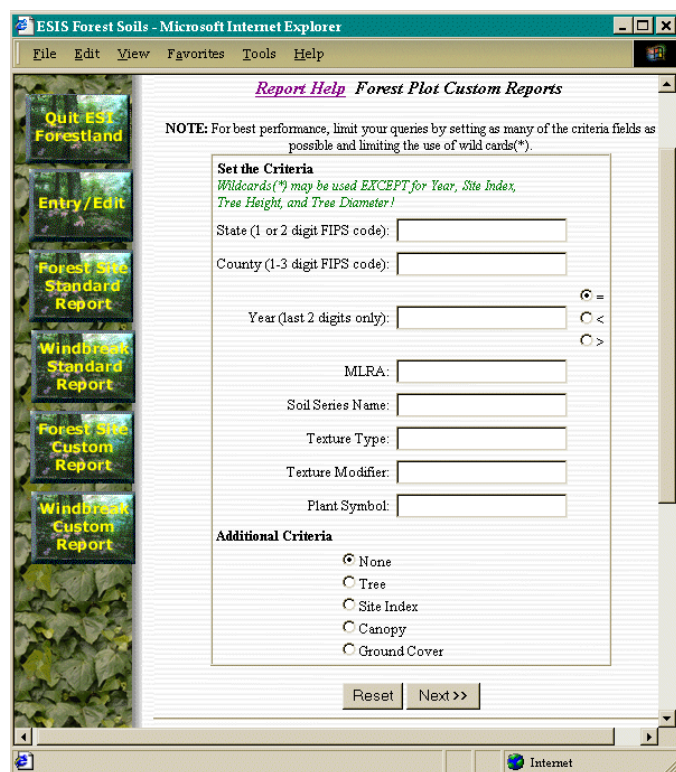 ESIS Forest Soils - Microsoft Internet Explorer
File Edit View Favorites Tools Help
Quit ESI
Forestland
Entry/Edit
Forest Site
Standard
Report
Windbreak
Standard
Report
Forest Site
Custom
Report
Windbreak
Custom
Report
Report Help Forest Plot Custom Reports
NOTE: For best performance, limit your queries by setting as many of the criteria fields as
possible and limiting the use of wild cards(*).
Set the Criteria
Wildcards(*) may be used EXCEPT for Year, Site Index,
Tree Height, and Tree Diameter!
State (1 or 2 digit FIPS code):
County (1-3 digit FIPS code):
=
Year (last 2 digits only):
<
>
MLRA:
Soil Series Name:
Texture Type:
Texture Modifier:
Plant Symbol:
Additional Criteria
None
Tree
Site Index
Canopy
Ground Cover
Reset Next >>
Internet